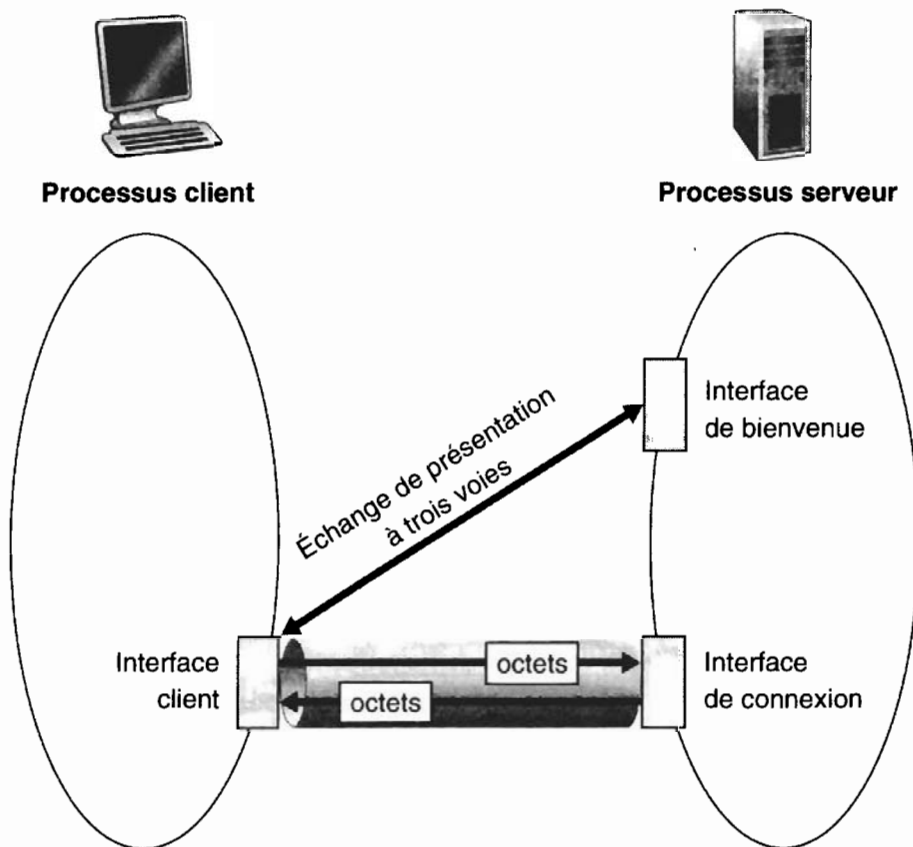 Processus client
Processus serveur
Interface
de bienvenue
Échange de présentation
à trois voies
Interface
client
octets
octets
Interface
de connexion